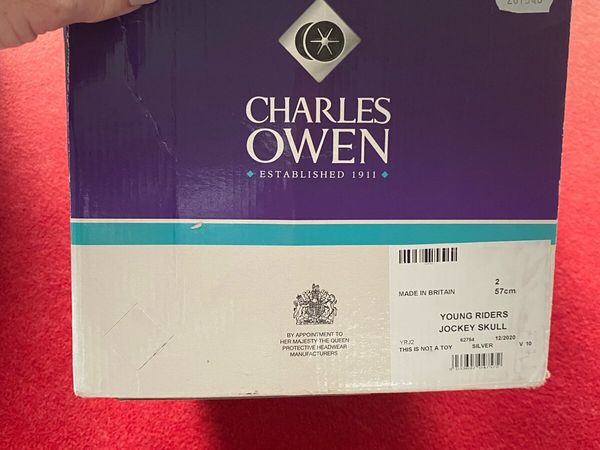 CHARLES
OWEN
ESTABLISHED 1911
2
MADE IN BRITAIN 57cm
YOUNG RIDERS
JOCKEY SKULL
YRJ2 62754 12/2020
THIS IS NOT A TOY SILVER V 10
BY APPOINTMENT TO
HER MAJESTY THE QUEEN
PROTECTIVE HEADWEAR
MANUFACTURERS